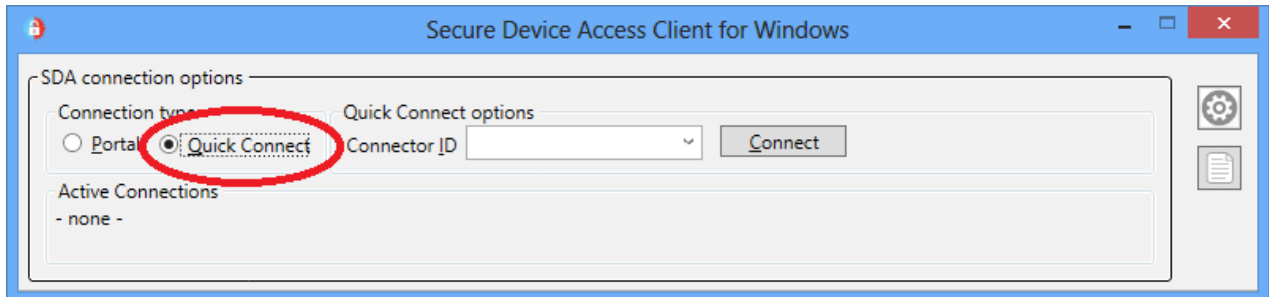 Secure Device Access Client for Windows
SDA connection options
Connection type
Quick Connect options
Portal
Quick Connect
Connector ID
Connect
Active Connections
- none -